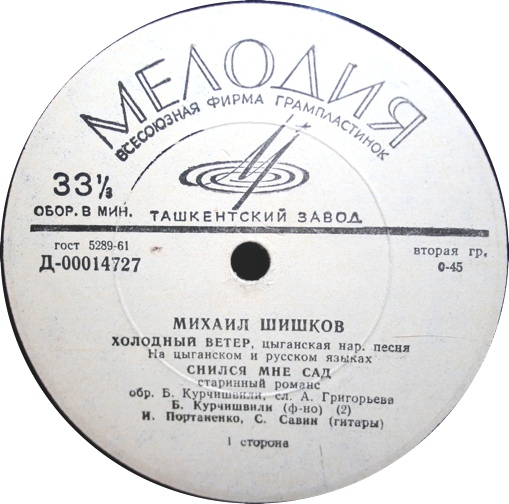 МЕЛОДИЯ
ВСЕСОЮЗНАЯ ФИРМА ГРАМПЛАСТИНОК
33 1/3
ОБОР. В МИН.
ТАШКЕНТСКИЙ ЗАВОД
гост 5289-61
Д-00014727
вторая гр.
0-45
МИХАИЛ ШИШКОВ
ХОЛОДНЫЙ ВЕТЕР, цыганская нар. песня
На цыганском и русском языках
СНИЛСЯ МНЕ САД
старинный романс
обр. Б. Курчишвили, сл. А. Григорьева
Б. Курчишвили (ф-но) (2)
И. Портаненко, С. Савин (гитары)
1 сторона